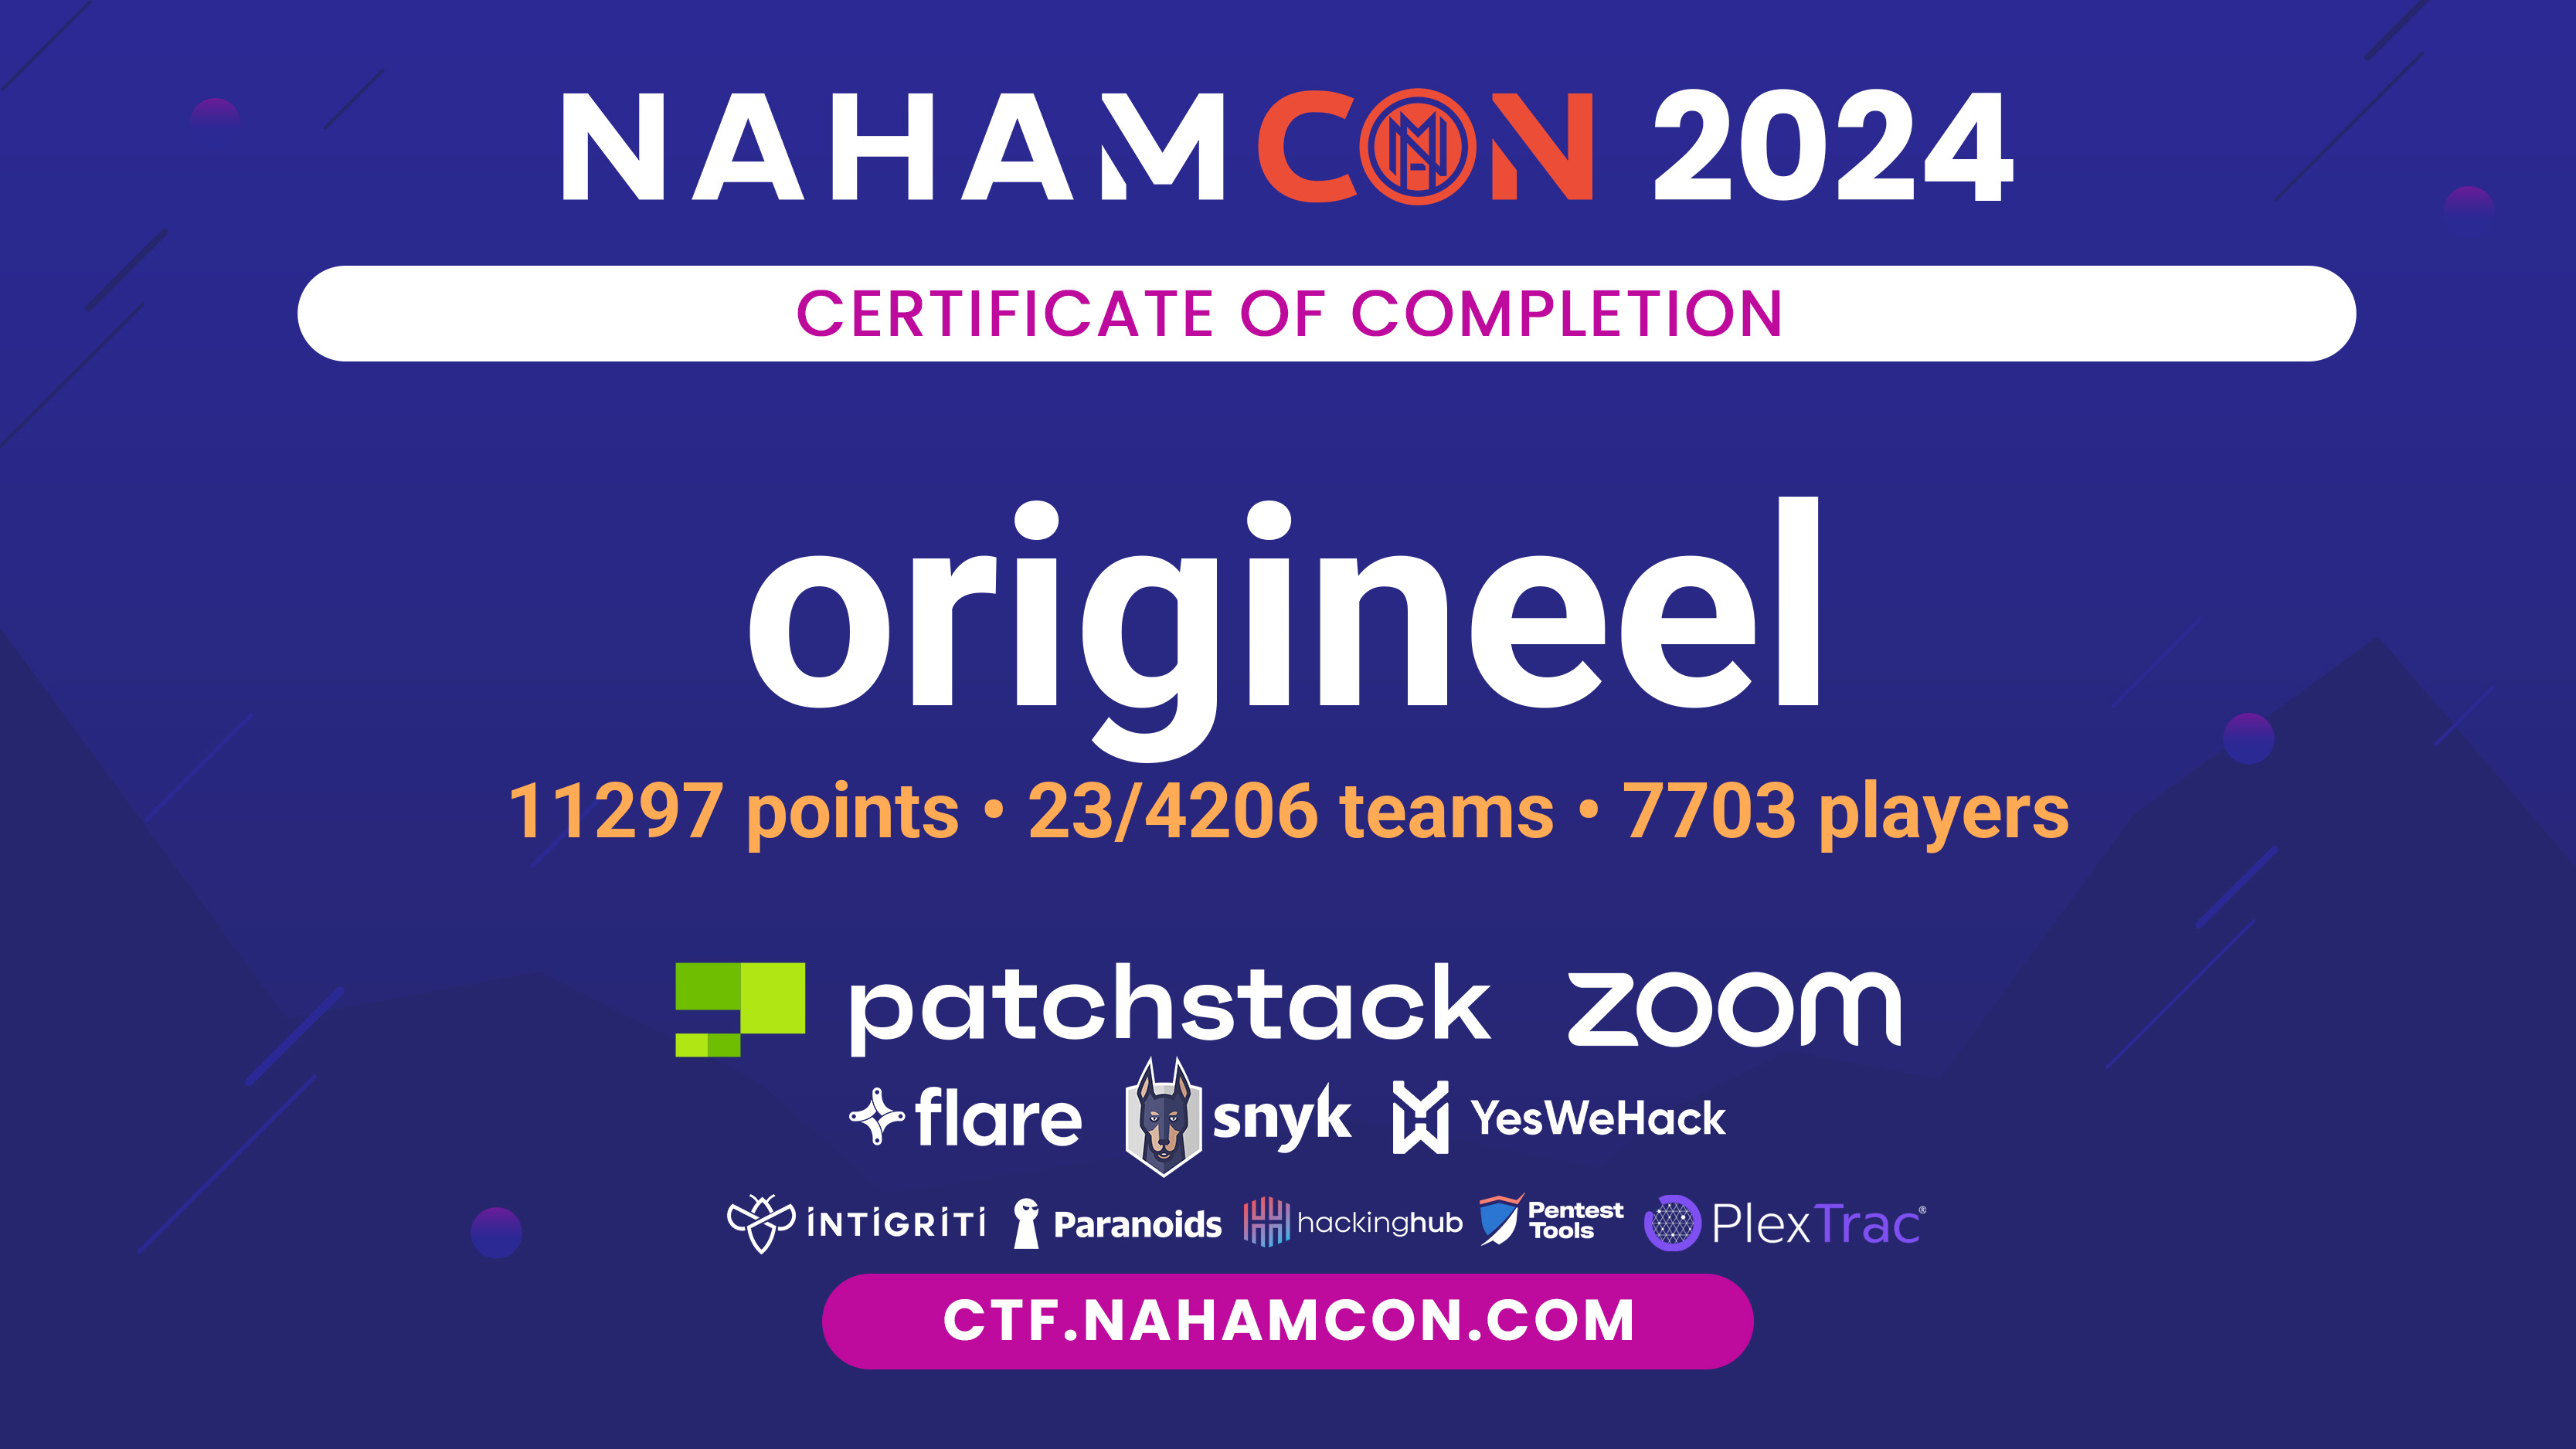 NAHAMCON 2024
CERTIFICATE OF COMPLETION
origineel
11297 points • 23/4206 teams • 7703 players
patchstack zoom
flare snyk YesWeHack
INTIGRITI Paranoids hackinghub Pentest Tools PlexTrac®
CTF.NAHAMCON.COM